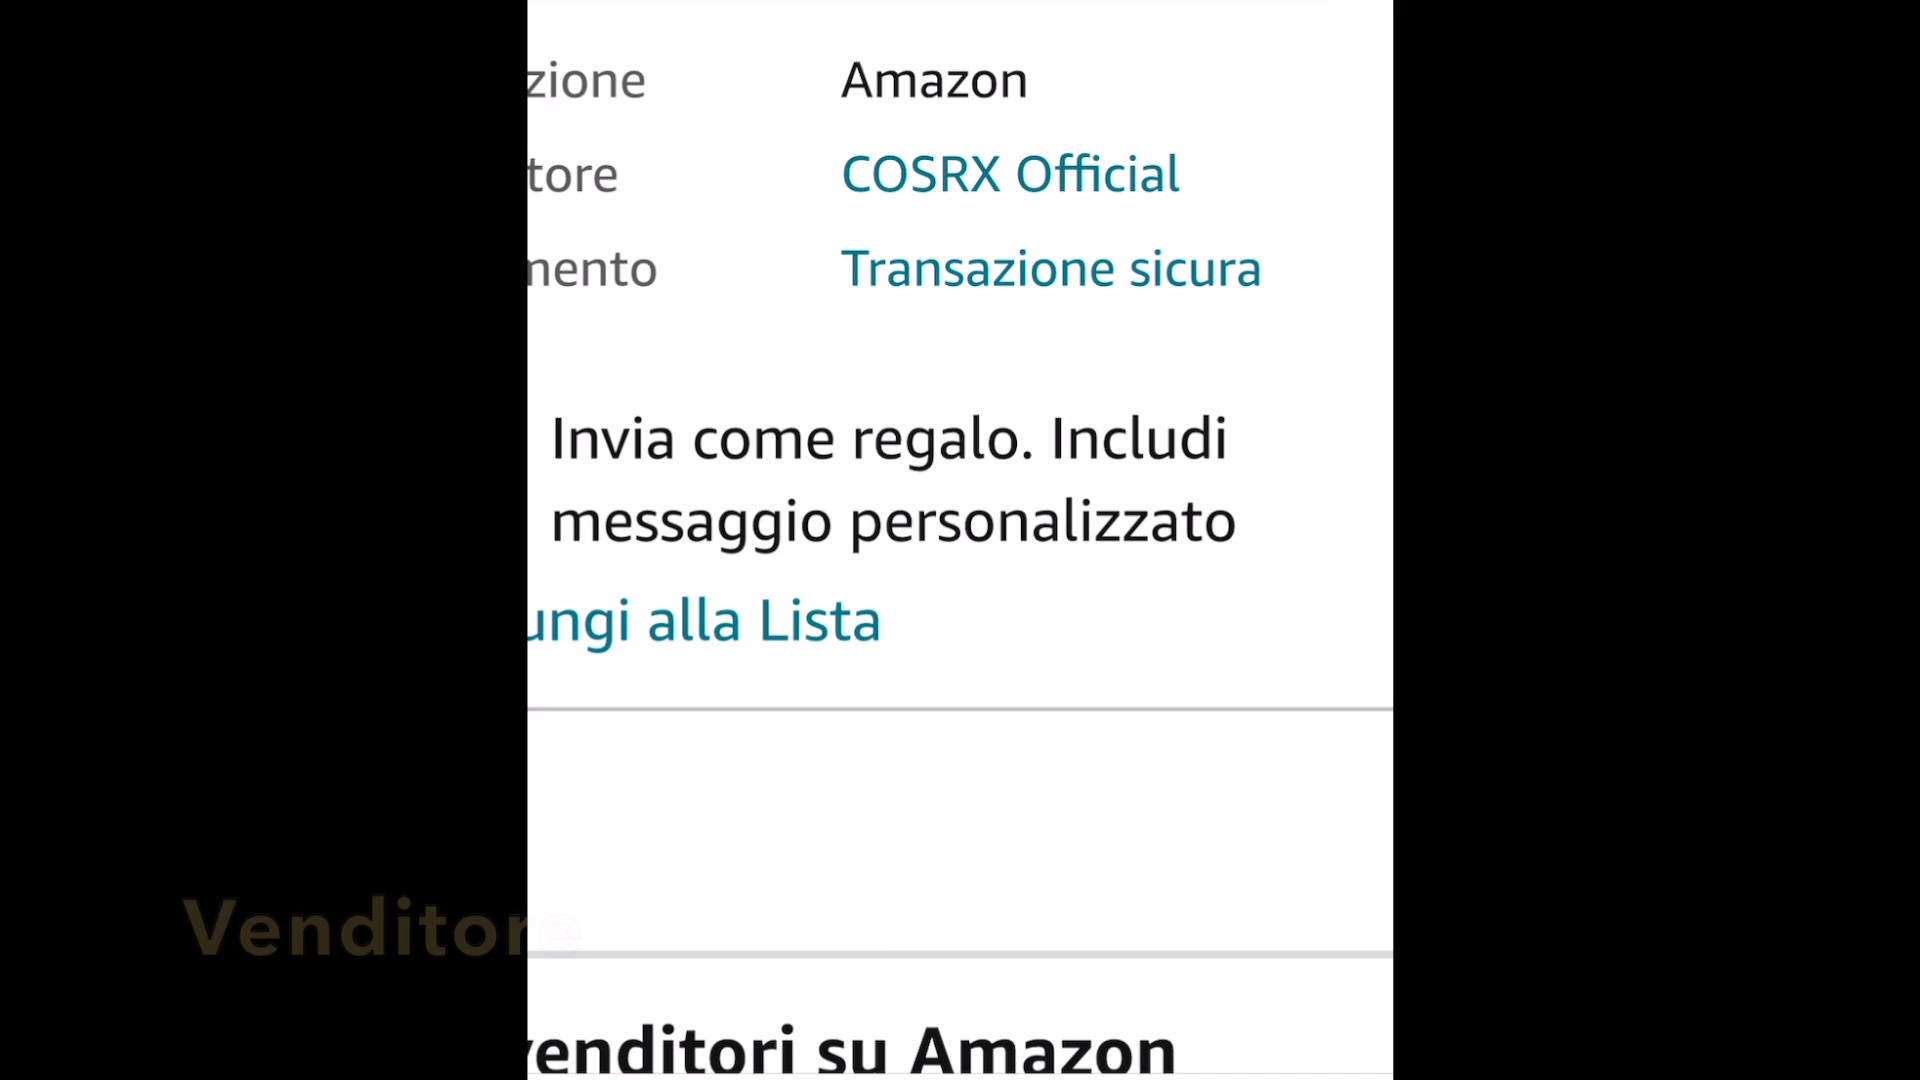 zione Amazon
tore COSRX Official
mento Transazione sicura
Invia come regalo. Includi
messaggio personalizzato
ungi alla Lista
Venditore
venditori su Amazon